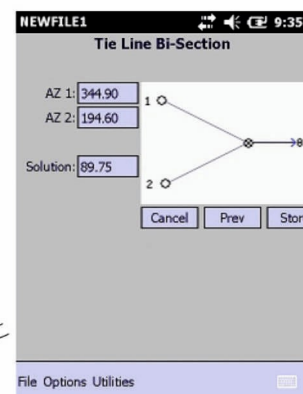 NEWFILE1 9:35
Tie Line Bi-Section
AZ 1: 344.90
AZ 2: 194.60
Solution: 89.75
1
2
Cancel Prev Stor
File Options Utilities